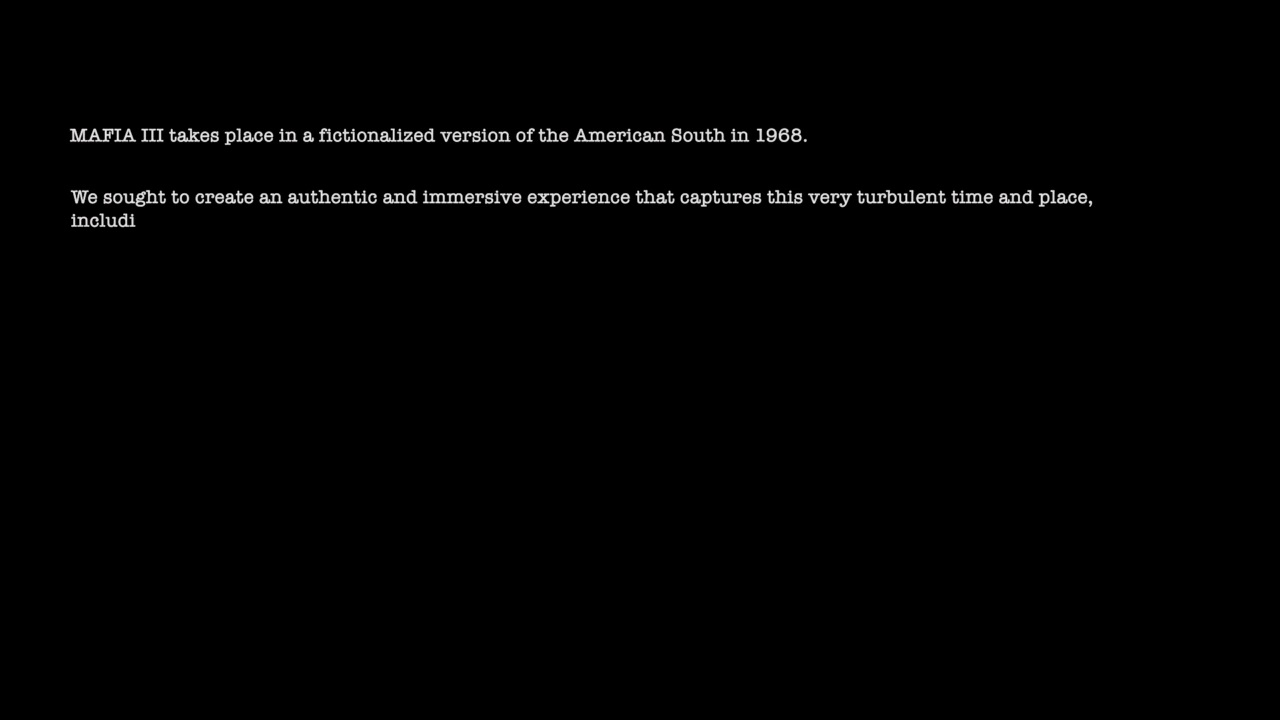 MAFIA III takes place in a fictionalized version of the American South in 1968.
We sought to create an authentic and immersive experience that captures this very turbulent time and place,
includi